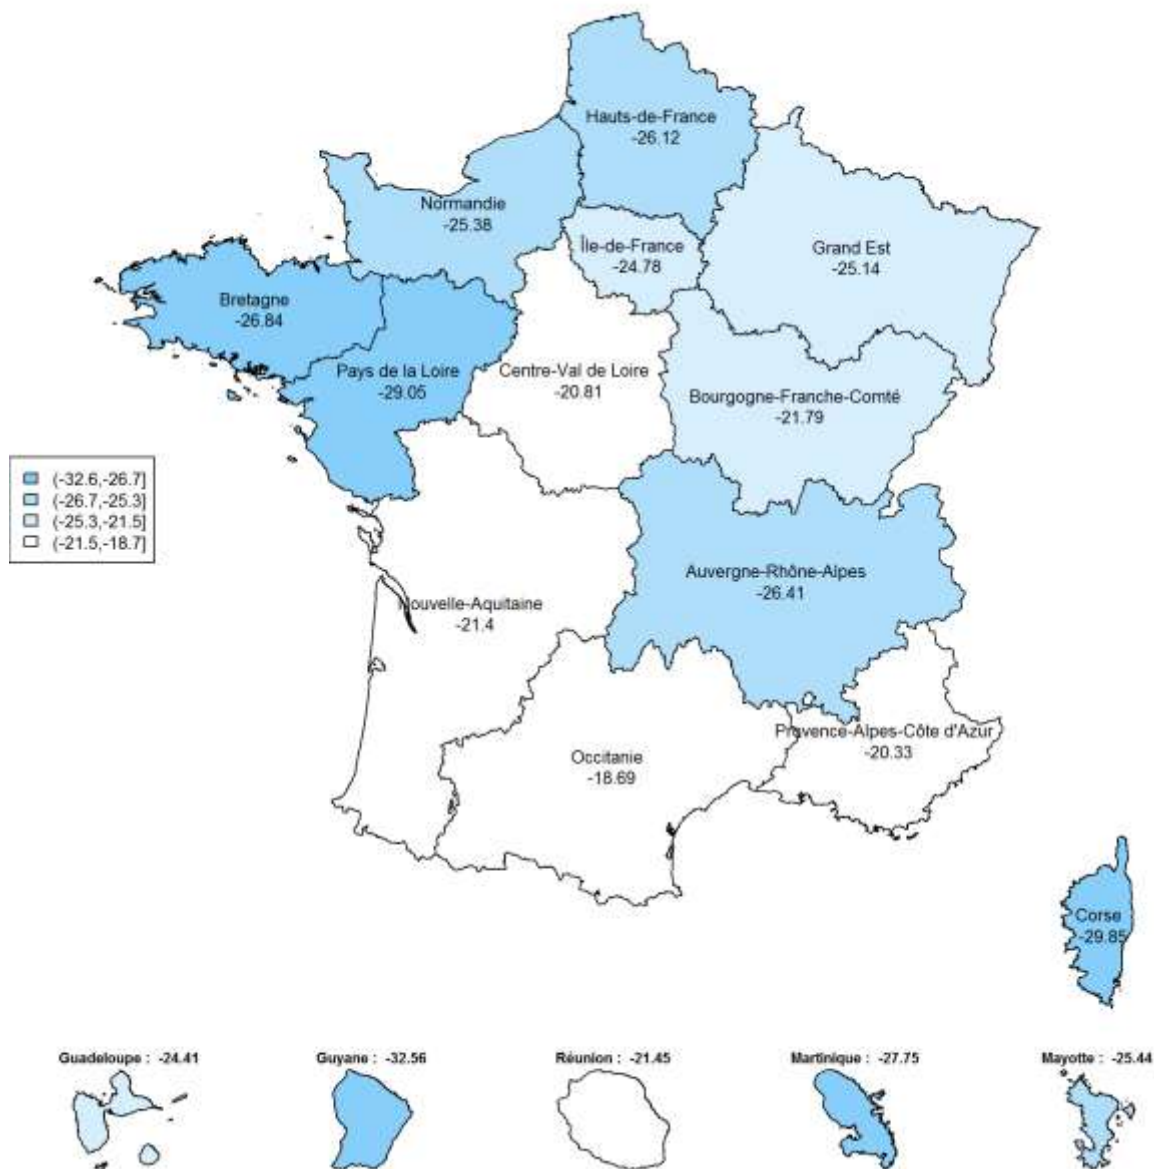 Hauts-de-France
-26.12
Normandie
-25.38
Île-de-France
-24.78
Grand Est
-25.14
Bretagne
-26.84
Pays de la Loire
-29.05
Centre-Val de Loire
-20.81
Bourgogne-Franche-Comté
-21.79
(-32.6,-26.7]
(-26.7,-25.3]
(-25.3,-21.5]
(-21.5,-18.7]
Auvergne-Rhône-Alpes
-26.41
Nouvelle-Aquitaine
-21.4
Provence-Alpes-Côte d'Azur
-20.33
Occitanie
-18.69
Corse
-29.85
Guadeloupe : -24.41
Guyane : -32.56
Réunion : -21.45
Martinique : -27.75
Mayotte : -25.44